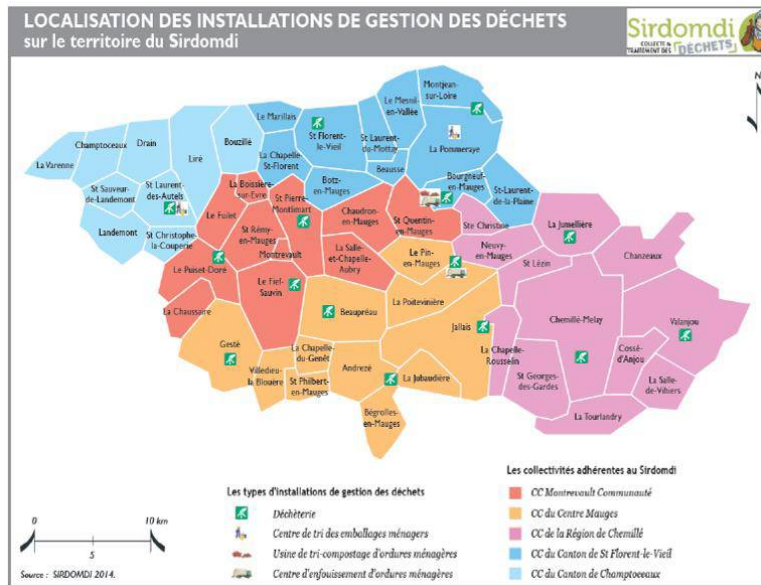 LOCALISATION DES INSTALLATIONS DE GESTION DES DÉCHETS
sur le territoire du Sirdomdi
Sirdomdi
COLLECTE &
TRAITEMENT DES DÉCHETS
N
Montjean-
sur-Loire
Le Mesnil-
en-Vallée
Le Marillais
St Florent-
le-Vieil
St Laurent-
du-Mottay
La Pommeraye
Champtoceaux
Drain
Bouzillé
La Varenne
Liré
La Chapelle-
St-Florent
Beausse
Botz-
en-Mauges
Bourgneuf-
en-Mauges
St-Laurent-
de-la-Plaine
St Sauveur-
de-Landemont
St Laurent-
des-Autels
La Boissière-
sur-Evre
St Pierre-
Montlimart
Le Fuilet
Chaudron-
en-Mauges
St Quentin-
en-Mauges
Ste Christine
La Jumellière
Landemont
St Christophe-
la-Couperie
St Rémy-
en-Mauges
Montrevault
La Salle-
et-Chapelle-
Aubry
Neuvy-
en-Mauges
Le Pin-
en-Mauges
St Lézin
Chanzeaux
Le Puiset-Doré
Le Fief-
Sauvin
La Poitevinière
La Chaussaire
Beaupréau
Jallais
Chemillé-Melay
Valanjou
Gesté
La Chapelle-
du-Genêt
La Chapelle-
Rousselin
Cossé-
d'Anjou
Villedieu-
la-Blouère
St Philbert-
en-Mauges
Andrezé
La Jubaudière
St Georges-
des-Gardes
La Salle-
de-Vihiers
Bégrolles-
en-Mauges
La Tourlandry
Les types d'installations de gestion des déchets
Déchèterie
Centre de tri des emballages ménagers
Usine de tri-compostage d'ordures ménagères
Centre d'enfouissement d'ordures ménagères
Les collectivités adhérentes au Sirdomdi
CC Montrevault Communauté
CC du Centre Mauges
CC de la Région de Chemillé
CC du Canton de St Florent-le-Vieil
CC du Canton de Champtoceaux
0
10 km
5
Source : SIRDOMDI 2014.